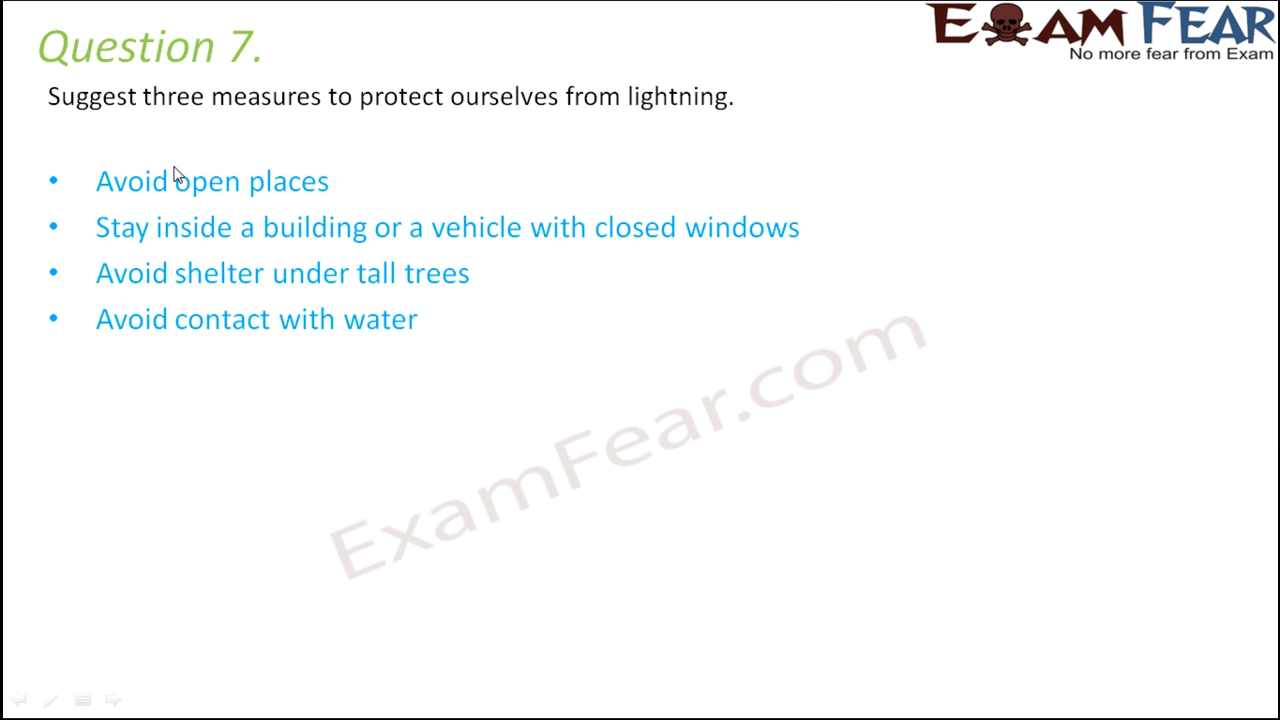 EXAM FEAR
No more fear from Exam
Question 7.
Suggest three measures to protect ourselves from lightning.
• Avoid open places
• Stay inside a building or a vehicle with closed windows
• Avoid shelter under tall trees
• Avoid contact with water
ExamFear.com